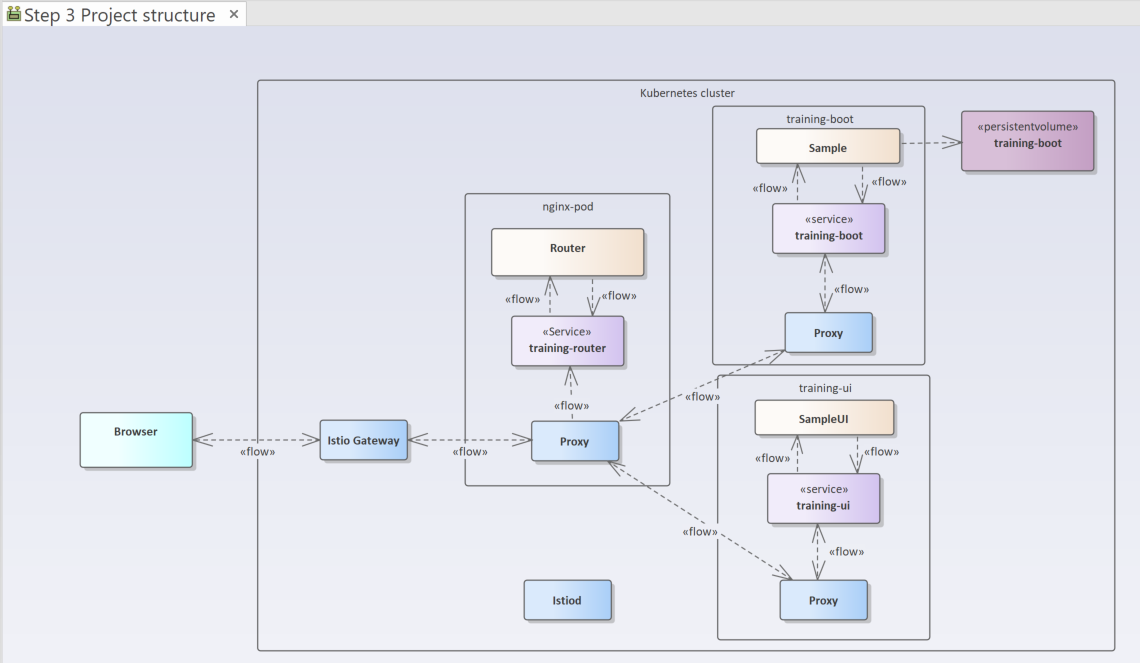 Step 3 Project structure
Kubernetes cluster
training-boot
Sample
«persistentvolume»
training-boot
«flow»
«flow»
«service»
training-boot
«flow»
Proxy
nginx-pod
Router
«flow»
«flow»
«Service»
training-router
«flow»
Proxy
«flow»
training-ui
SampleUI
«flow»
«flow»
«service»
training-ui
«flow»
Proxy
«flow»
Browser
«flow»
Istio Gateway
«flow»
Istiod